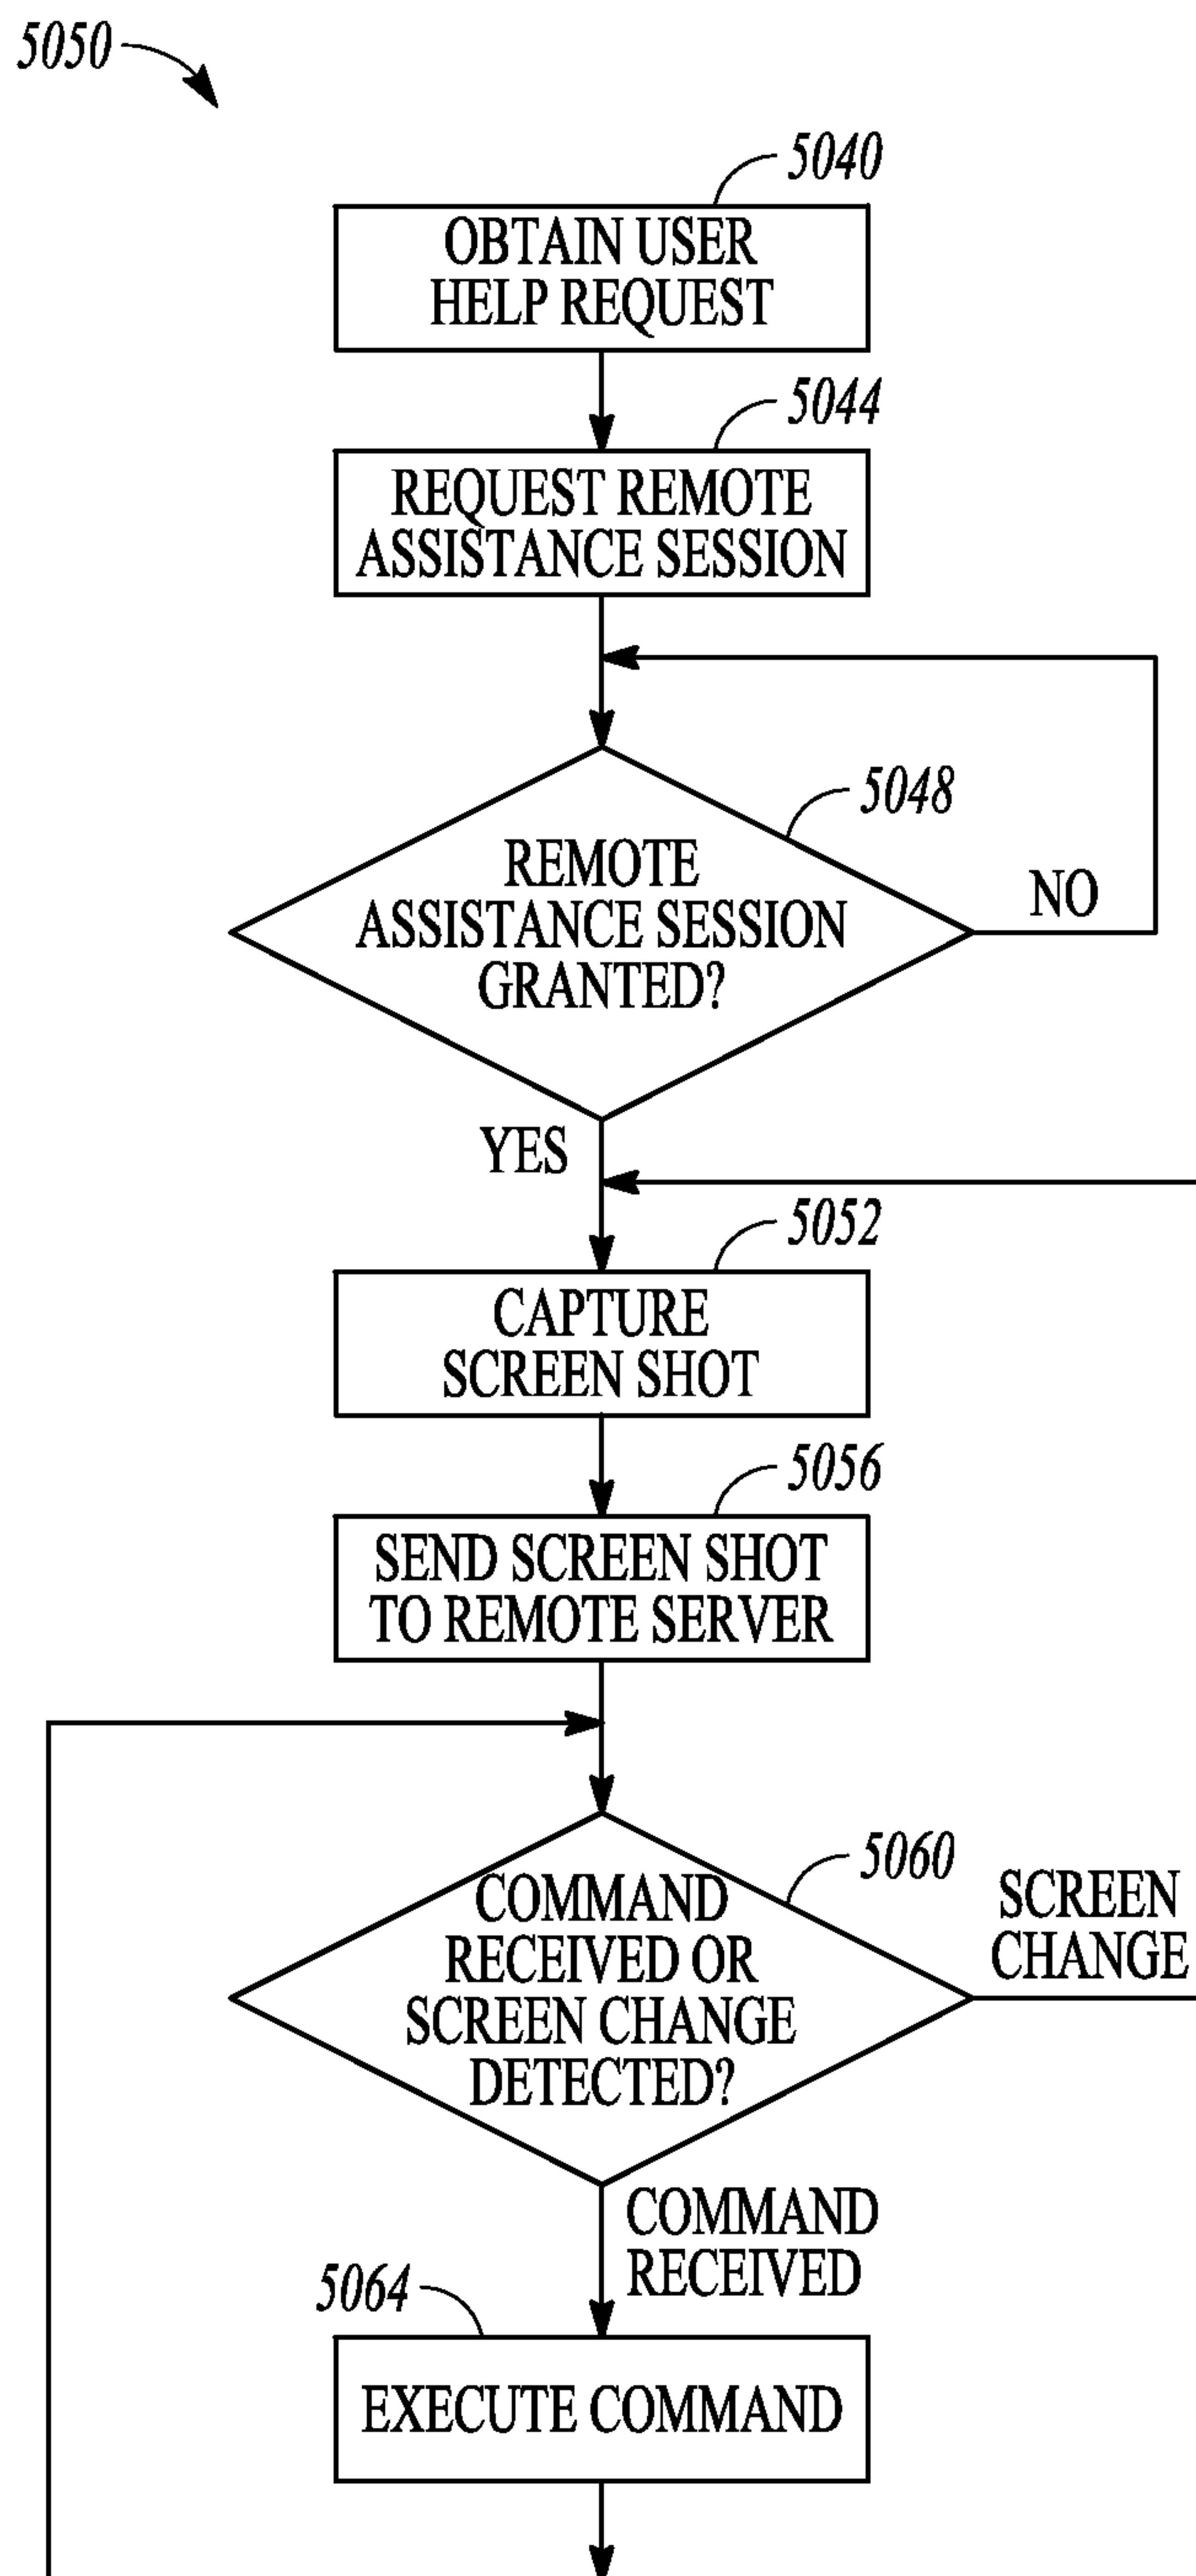 5050
5040
OBTAIN USER
HELP REQUEST
5044
REQUEST REMOTE
ASSISTANCE SESSION
5048
REMOTE
ASSISTANCE SESSION
GRANTED?
NO
YES
5052
CAPTURE
SCREEN SHOT
5056
SEND SCREEN SHOT
TO REMOTE SERVER
5060
COMMAND
RECEIVED OR
SCREEN CHANGE
DETECTED?
SCREEN
CHANGE
COMMAND
RECEIVED
5064
EXECUTE COMMAND